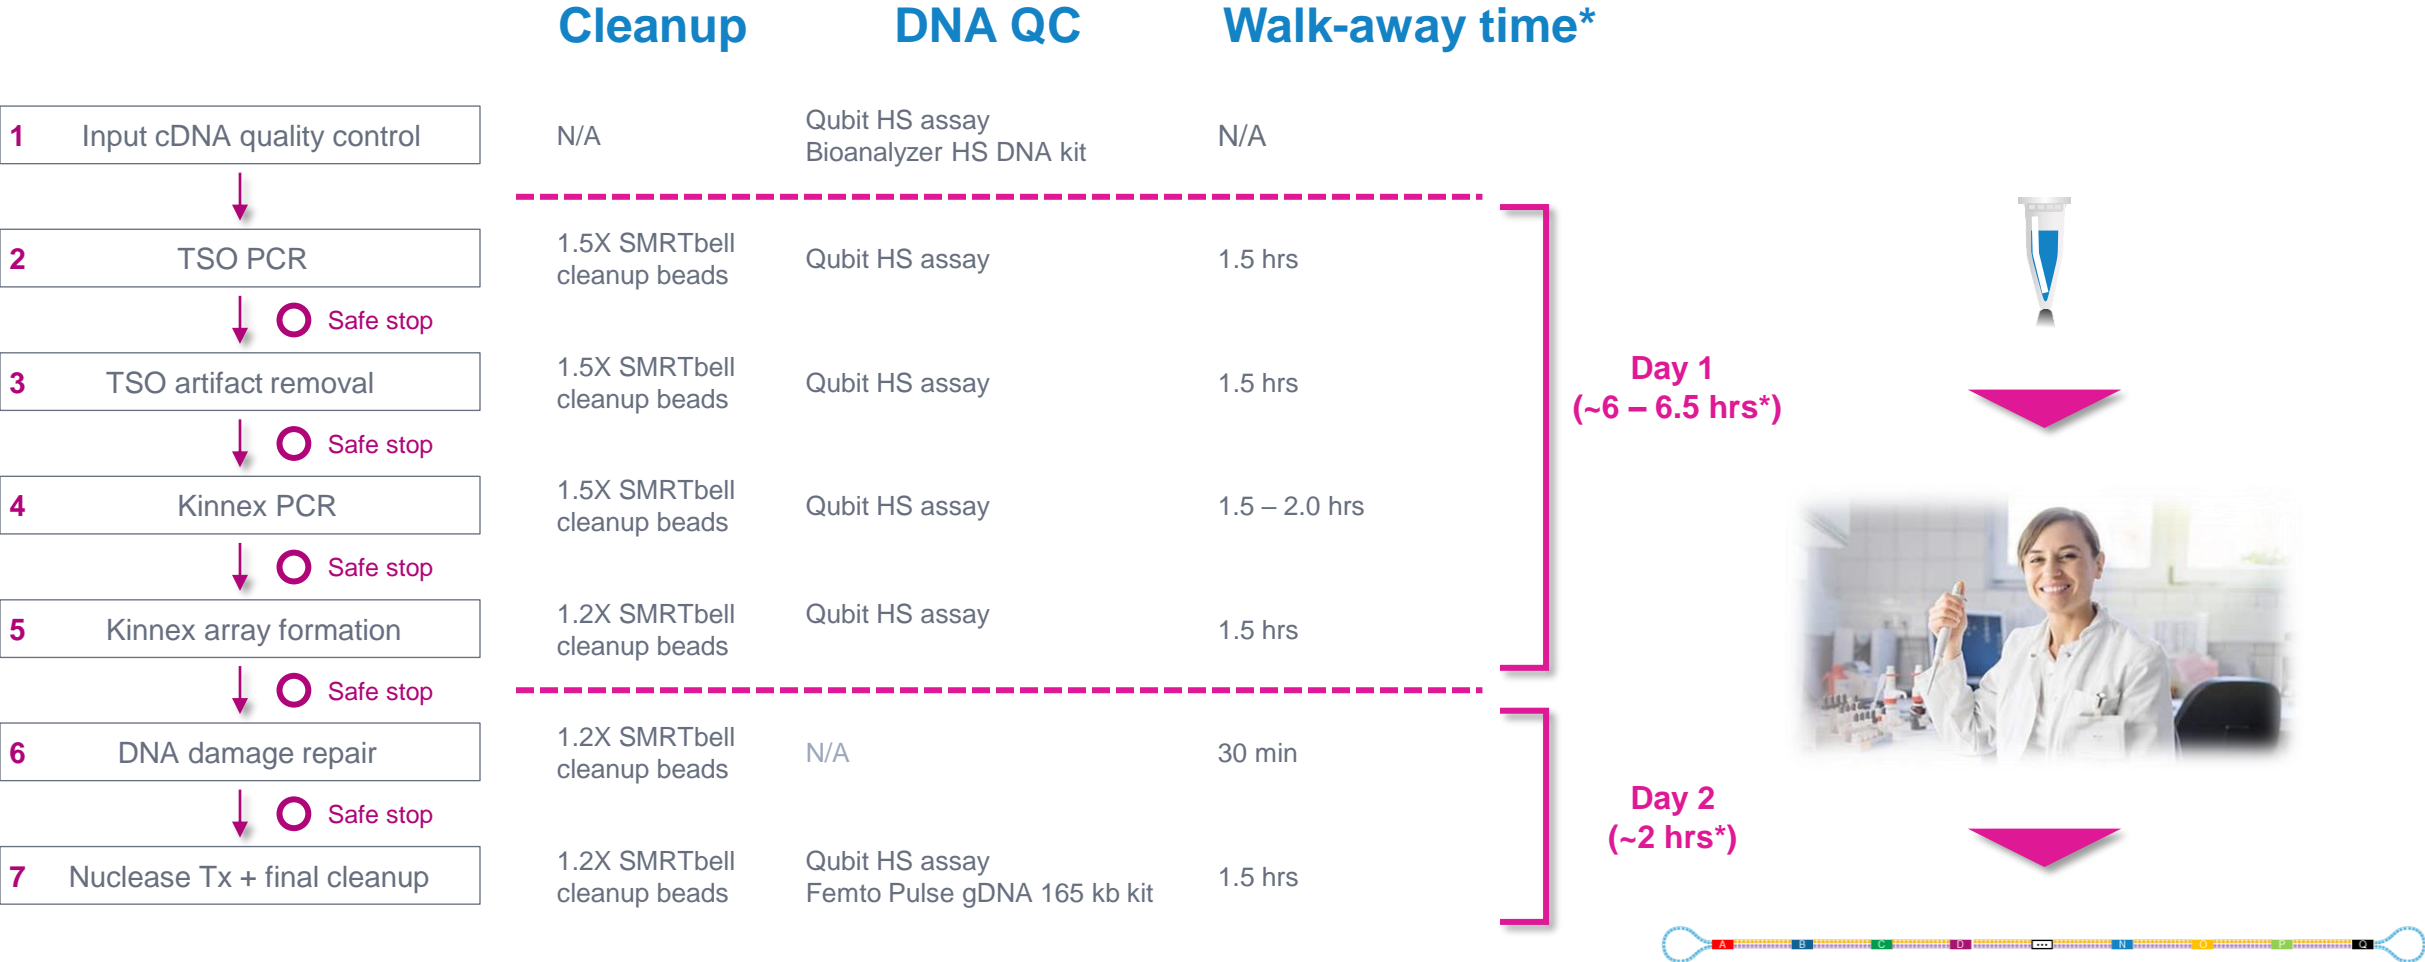 Cleanup DNA QC Walk-away time*
1 Input cDNA quality control
N/A
Qubit HS assay
Bioanalyzer HS DNA kit
N/A
2 TSO PCR
1.5X SMRTbell
cleanup beads
Qubit HS assay
1.5 hrs
Safe stop
3 TSO artifact removal
1.5X SMRTbell
cleanup beads
Qubit HS assay
1.5 hrs
Safe stop
4 Kinnex PCR
1.5X SMRTbell
cleanup beads
Qubit HS assay
1.5 – 2.0 hrs
Safe stop
5 Kinnex array formation
1.2X SMRTbell
cleanup beads
Qubit HS assay
1.5 hrs
Day 1
(~6 – 6.5 hrs*)
Safe stop
6 DNA damage repair
1.2X SMRTbell
cleanup beads
N/A
30 min
Safe stop
7 Nuclease Tx + final cleanup
1.2X SMRTbell
cleanup beads
Qubit HS assay
Femto Pulse gDNA 165 kb kit
1.5 hrs
Day 2
(~2 hrs*)
A B C D ... N O P Q